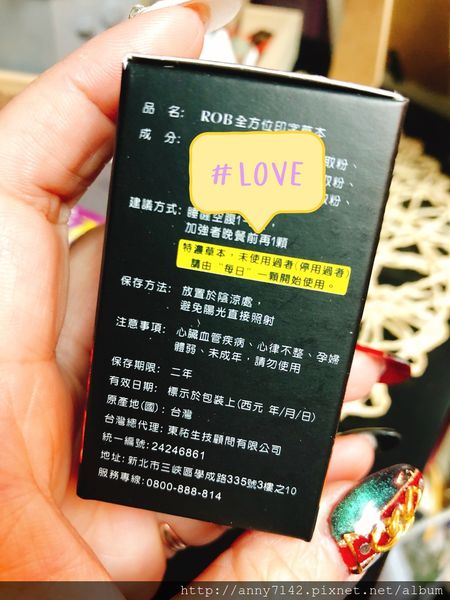 品 名: ROB全方位印字草本
成 分:
取粉、
取粉、
取粉、
#LOVE
建議方式: 睡醒空腹1
加強者晚餐前再1顆
特濃草本,未使用過者(停用過者)
請由"每日"一顆開始使用。
保存方法: 放置於陰涼處,
避免陽光直接照射
注意事項: 心臟血管疾病、心律不整、孕婦
體弱、未成年,請勿使用
保存期限: 二年
有效日期: 標示於包裝上(西元 年/月/日)
原產地(國): 台灣
台灣總代理: 東祐生技顧問有限公司
統一編號: 24246861
地址: 新北市三峽區學成路335號3樓之10
服務專線: 0800-888-814
http://anny7142.pixnet.net/album